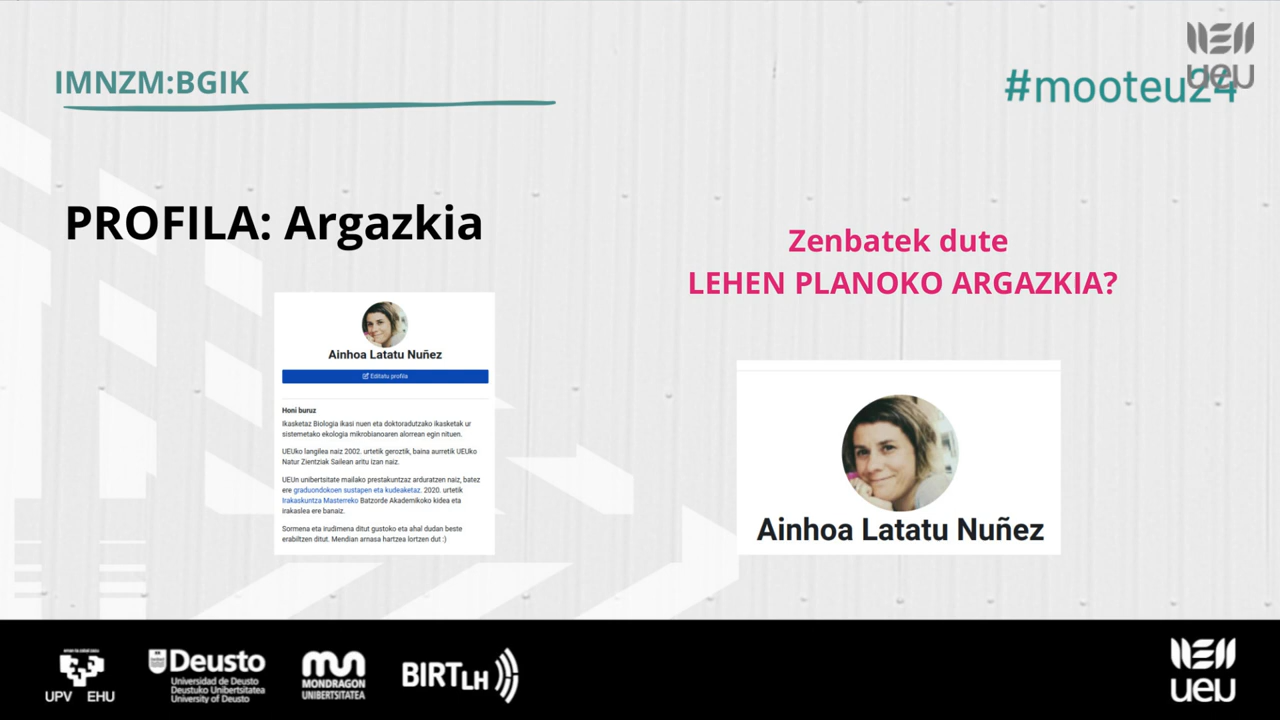 IMNZM:BGIK
#mooteu24
ueu
PROFILA: Argazkia
Ainhoa Latatu Nuñez
Editatu profila
Honi buruz
Ikasketaz Biologia ikasi nuen eta doktoradutzako ikasketak ur
sistemetako ekologia mikrobianoaren alorrean egin nituen.
UEUko langilea naiz 2002. urtetik geroztik, baina aurretik UEUko
Natur Zientziak Sailean aritu izan naiz.
UEUn unibertsitate mailako prestakuntzaz arduratzen naiz, batez
ere graduondokoen sustapen eta kudeaketaz. 2020. urtetik
Irakaskuntza Masterreko Batzorde Akademikoko kidea eta
irakaslea ere banaiz.
Sormena eta irudimena ditut gustoko eta ahal dudan beste
erabiltzen ditut. Mendian arnasa hartzea lortzen dut :)
Zenbatek dute
LEHEN PLANOKO ARGAZKIA?
Ainhoa Latatu Nuñez
UPV EHU
Deusto
Universidad de Deusto
Deustuko Unibertsitatea
University of Deusto
MONDRAGON
UNIBERTSITATEA
BIRTLH
ueu